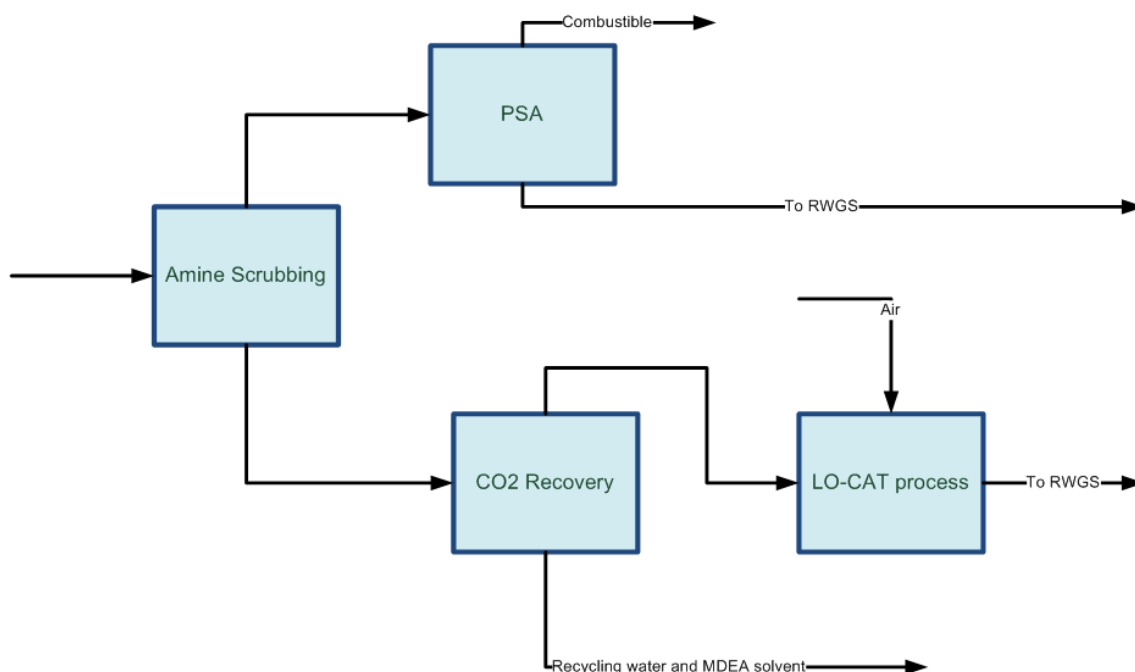 Combustible
PSA
To RWGS
Amine Scrubbing
Air
CO2 Recovery
LO-CAT process
To RWGS
Recycling water and MDEA solvent